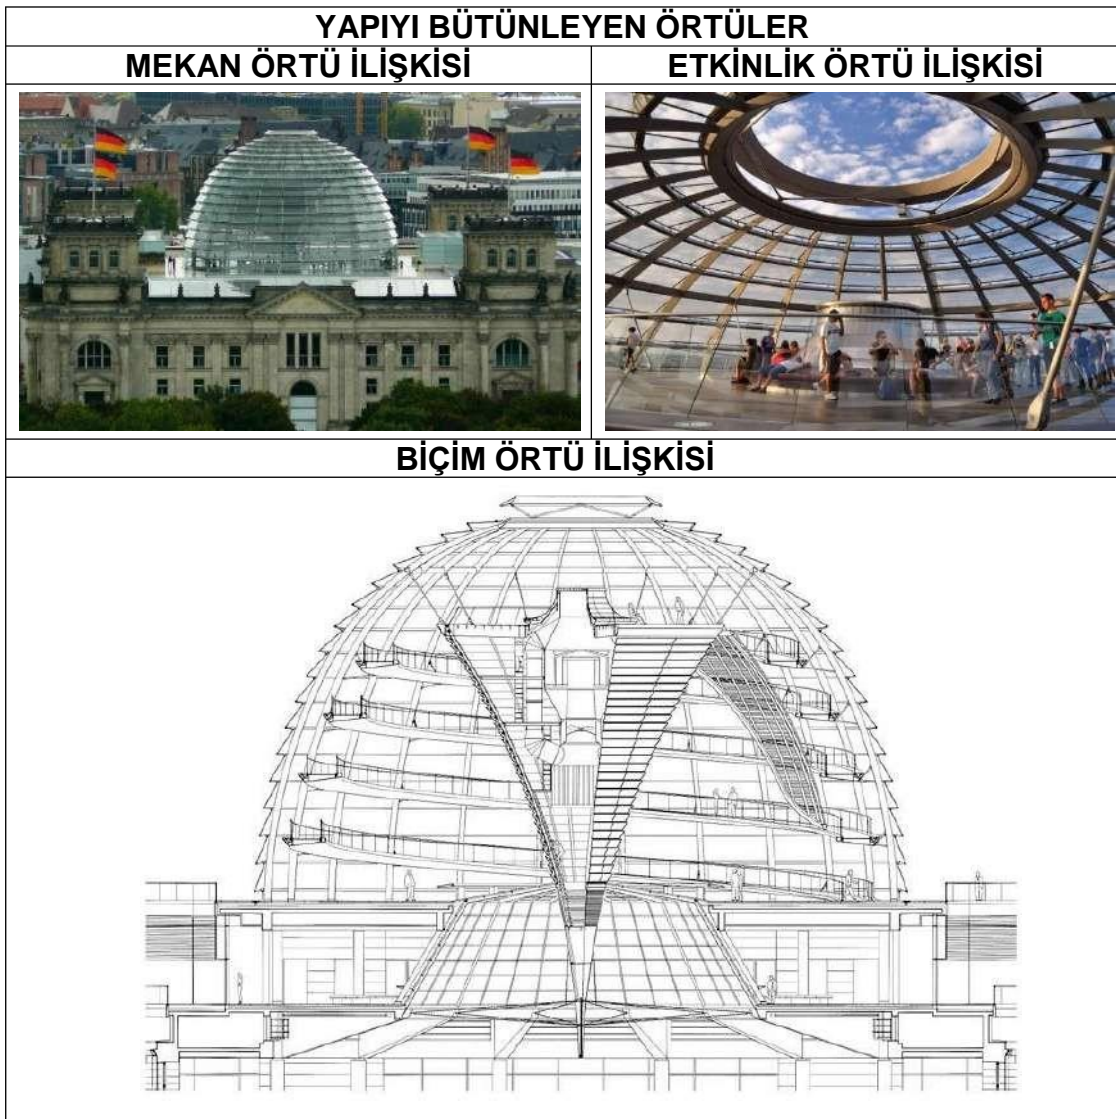 YAPIYI BÜTÜNLEYEN ÖRTÜLER
MEKAN ÖRTÜ İLİŞKİSİ
ETKİNLİK ÖRTÜ İLİŞKİSİ
BİÇİM ÖRTÜ İLİŞKİSİ